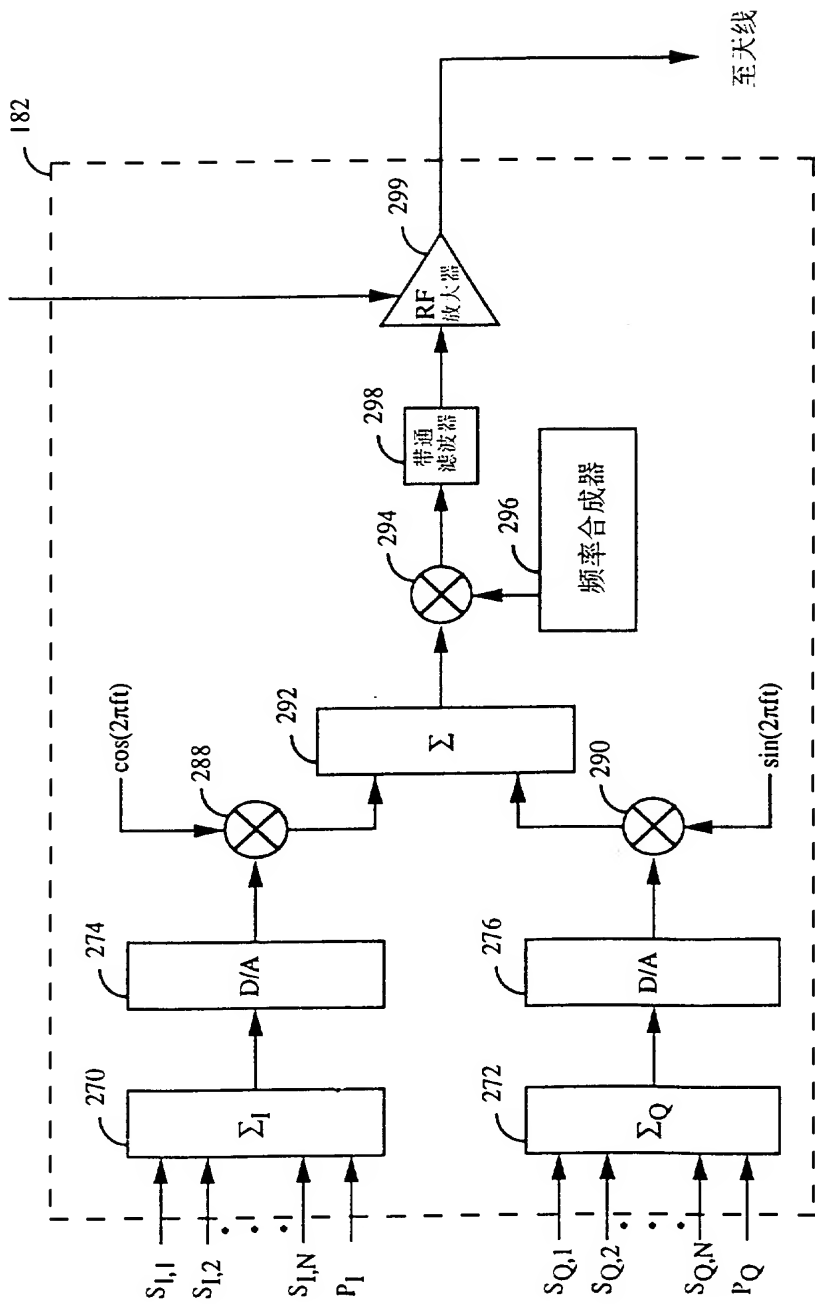 182
S_I,1
S_I,2
S_I,N
P_I
270
Σ_I
274
D/A
cos(2πft)
288
292
Σ
294
296
频率合成器
298
带通
滤波器
299
RF
放大器
至天线
S_Q,1
S_Q,2
S_Q,N
P_Q
272
Σ_Q
276
D/A
290
sin(2πft)